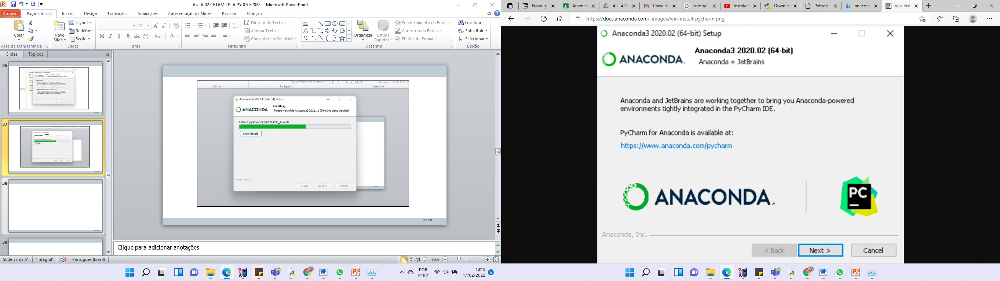 AULA 02 CETAM LP IA PY 07032022 - Microsoft PowerPoint
Arquivo Página Inicial Inserir Design Transições Animações Apresentação de Slides Revisão Exibição
Colar
Área de Transferência
Novo Slide
Layout
Redefinir
Seção
Slides
14
N I S S abc AV Aa A
Fonte
Direção do Texto
Alinhar Texto
Converter em SmartArt
Parágrafo
Organizar
Estilos Rápidos
Preenchimento da Forma
Contorno da Forma
Efeitos de Forma
Desenho
Localizar
Substituir
Selecionar
Edição
Slides Tópicos
36
37
38
39
Converter em SmartArt
Rápidos
Fonte Parágrafo Desenho
Anaconda3 2021.11 (64-bit) Setup
ANACONDA.
Installing
Please wait while Anaconda3 2021.11 (64-bit) is being installed.
Extract: python-3.9.7-h6244533_1.conda
Show details
Anaconda, Inc.
< Back Next > Cancel
37/100
Clique para adicionar anotações
Slide 37 de 61 "Integral" Português (Brasil) 60%
POR
PTB2
18:10
17/02/2022
6
Nova gu
Atividad
AULA01
Caixa de
tutorial
Instalan
Downlo
Python
anacond
win-inst
https://docs.anaconda.com/_images/win-install-pycharm.png
Anaconda3 2020.02 (64-bit) Setup
ANACONDA.
Anaconda3 2020.02 (64-bit)
Anaconda + JetBrains
Anaconda and JetBrains are working together to bring you Anaconda-powered
environments tightly integrated in the PyCharm IDE.
PyCharm for Anaconda is available at:
https://www.anaconda.com/pycharm
ANACONDA.
PC
Anaconda, Inc.
< Back Next > Cancel